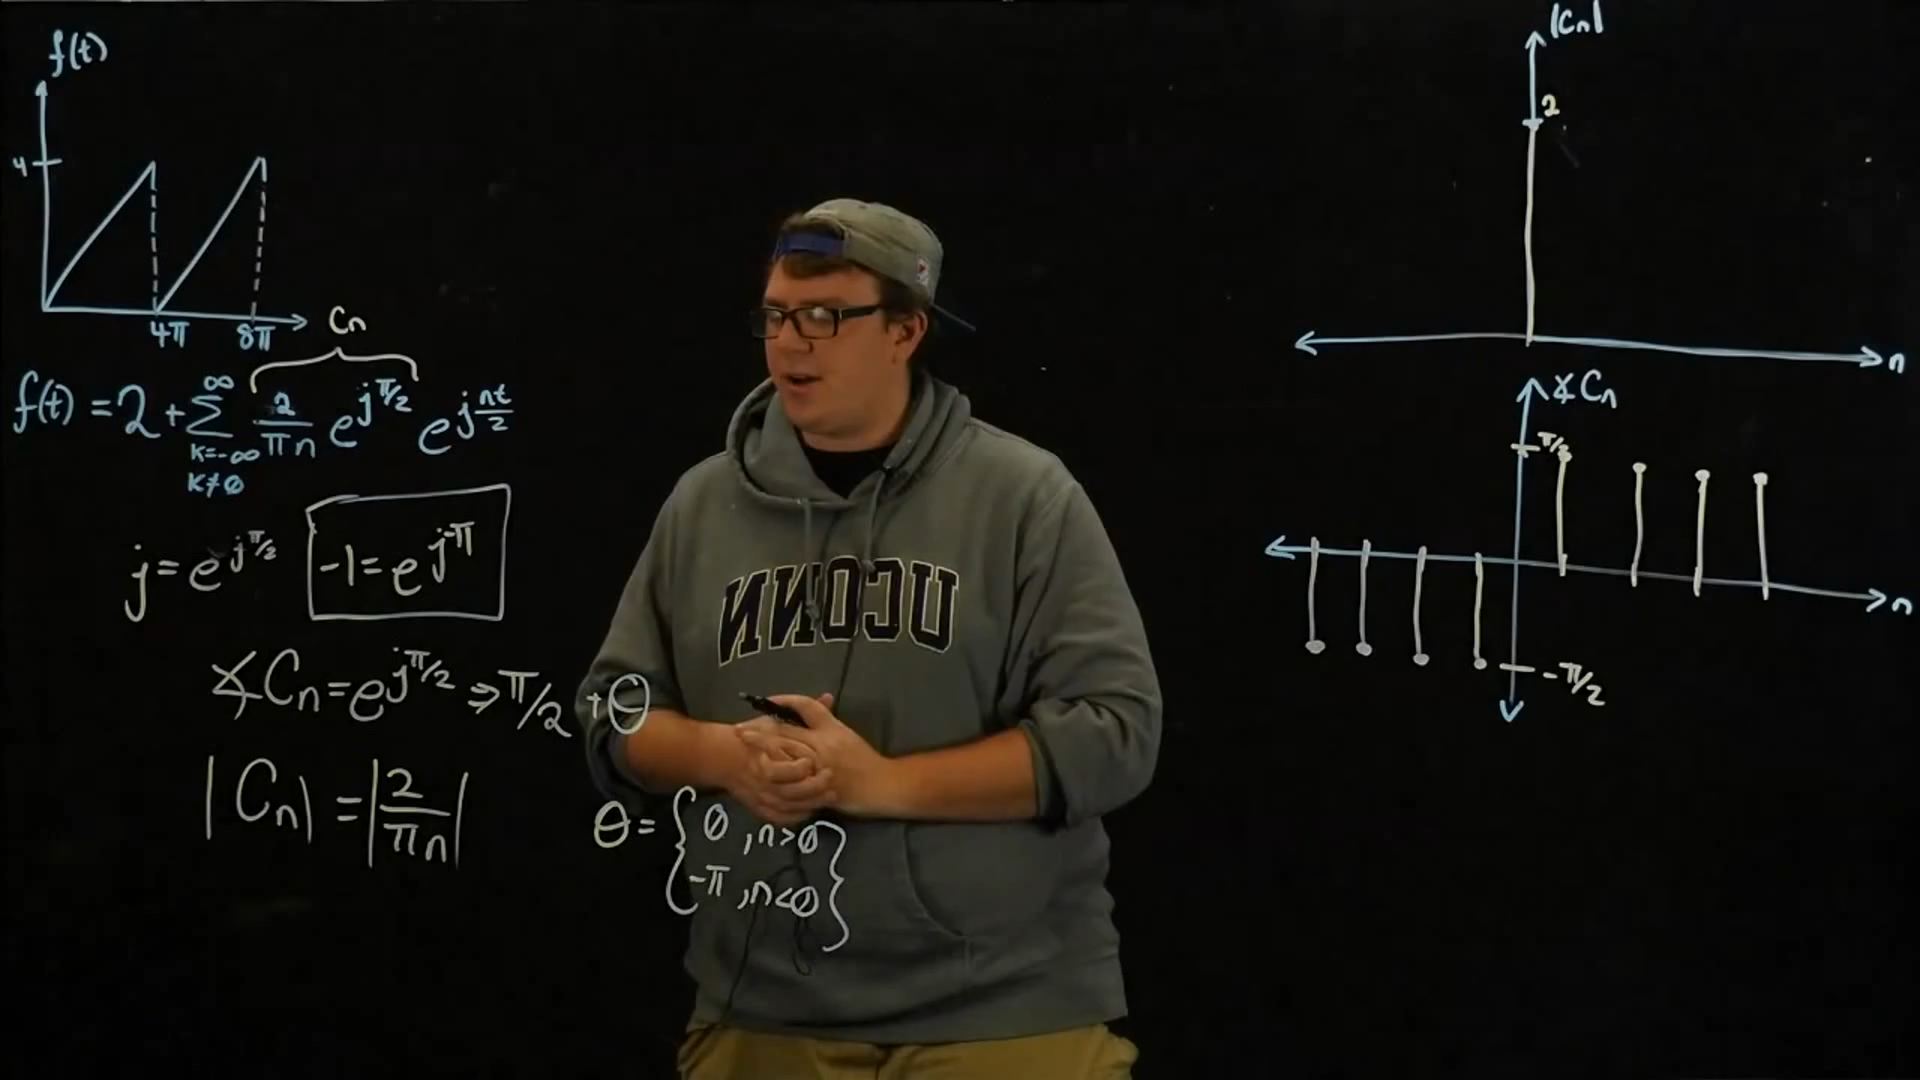 f(t)
4
4π 8π
Cn
f(t) = 2 + ∑ 2/πn e^jπ/2 e^j nt/2
∞
k=-∞
k≠0
j = e^jπ/2
-1 = e^jπ
∡Cn = e^jπ/2 ⇒ π/2 + θ
|Cn| = |2/πn|
θ = { 0, n>0
-π, n<0 }
UCONN
|Cn|
2
n
∡Cn
π/2
n
-π/2